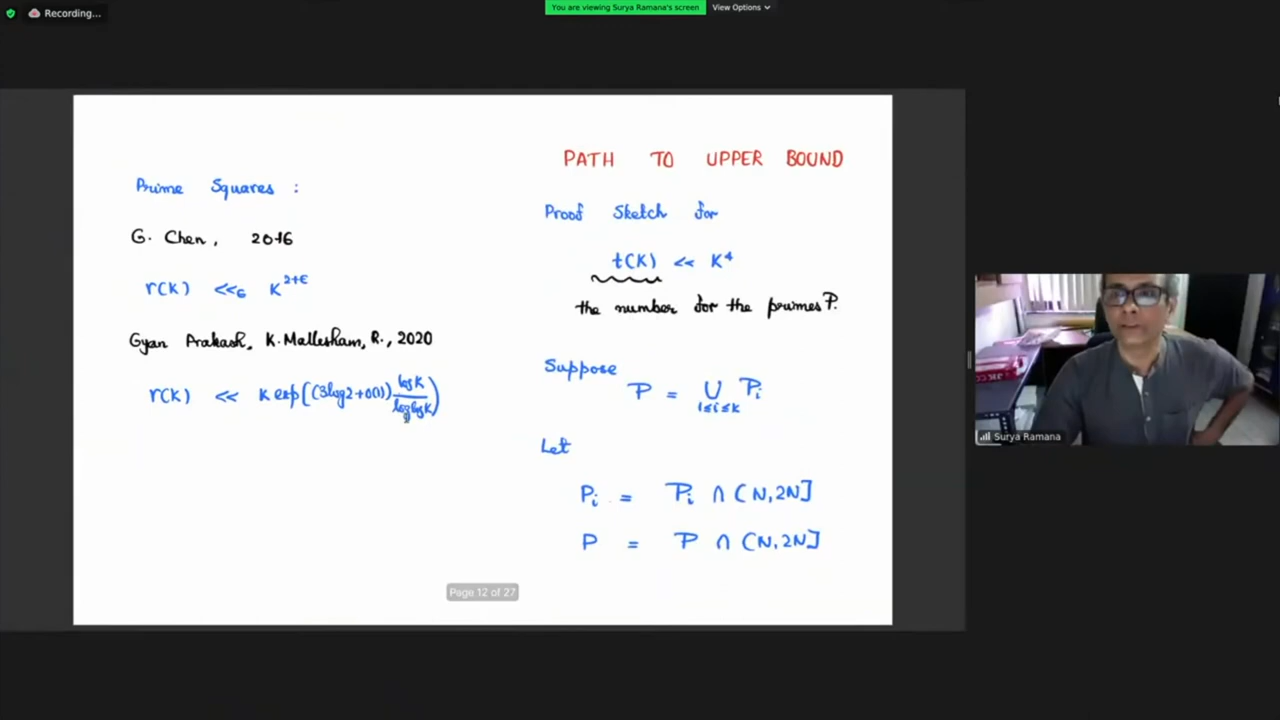 Recording...
You are viewing Surya Ramana's screen
View Options
Prime Squares :
G. Chen, 2016
r(K) <<_ϵ K^{2+ϵ}
Gyan Prakash, K. Mallesham, R., 2020
r(K) << K exp((3log2+o(1)) logK/loglogK)
PATH TO UPPER BOUND
Proof Sketch for
t(K) << K^4
the number for the primes P.
Suppose
P = ∪_{1≤i≤K} P_i
Let
P_i = P_i ∩ (N,2N]
P = P ∩ (N,2N]
Page 12 of 27
Surya Ramana